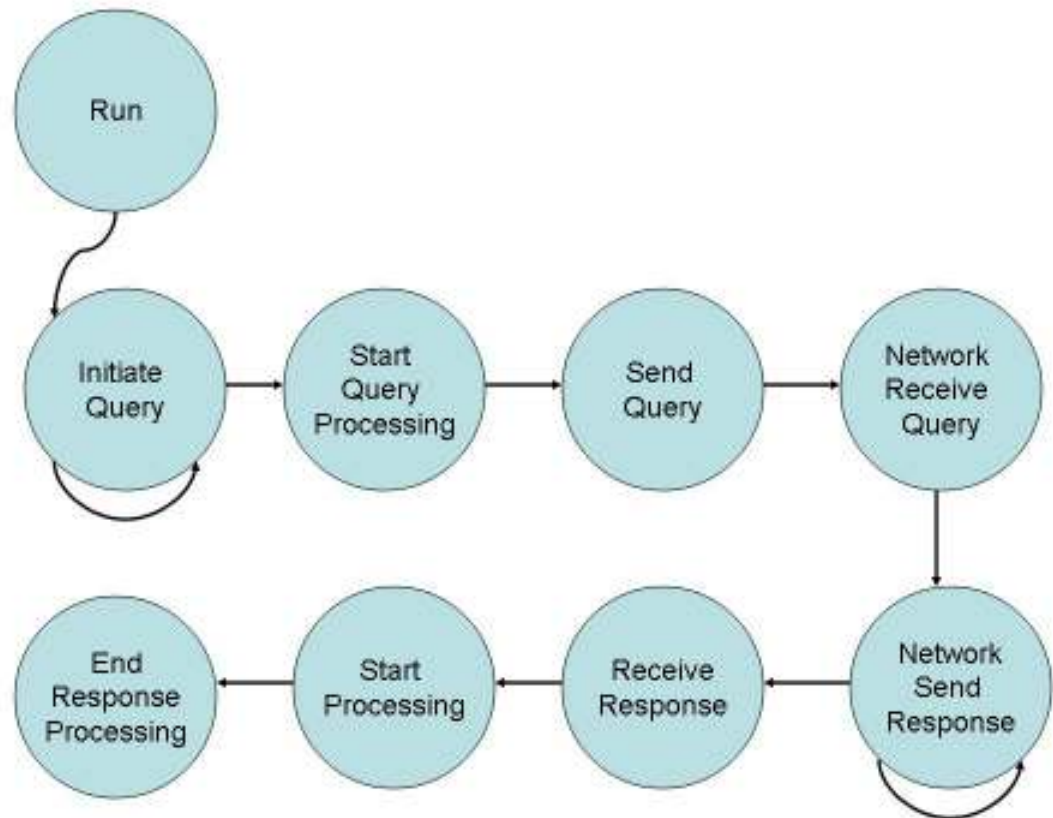 Run
Initiate
Query
Start
Query
Processing
Send
Query
Network
Receive
Query
End
Response
Processing
Start
Processing
Receive
Response
Network
Send
Response